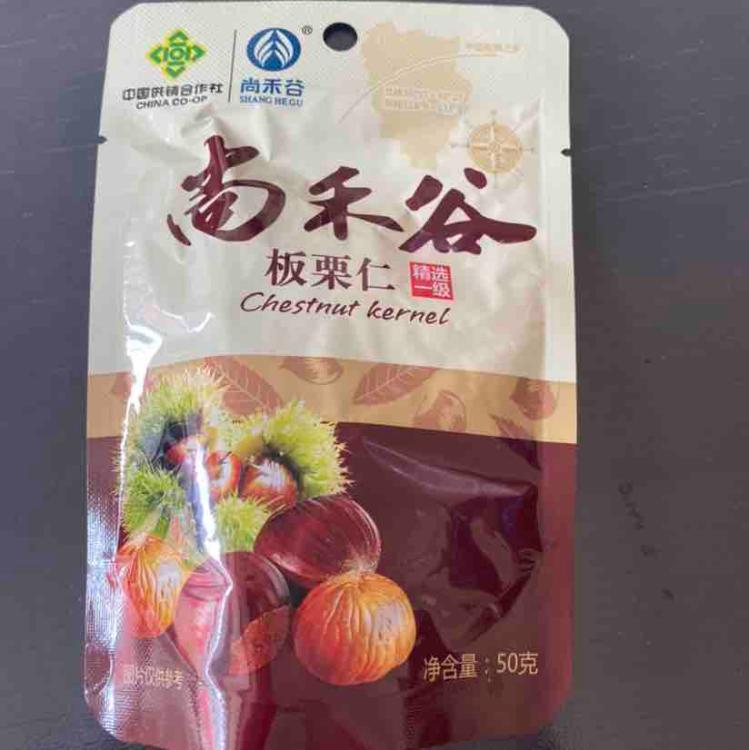 中国供销合作社
CHINA CO-OP
尚禾谷
®
SHANG HE GU
尚禾谷
板栗仁
精选
一级
Chestnut kernel
图片仅供参考
净含量：50克